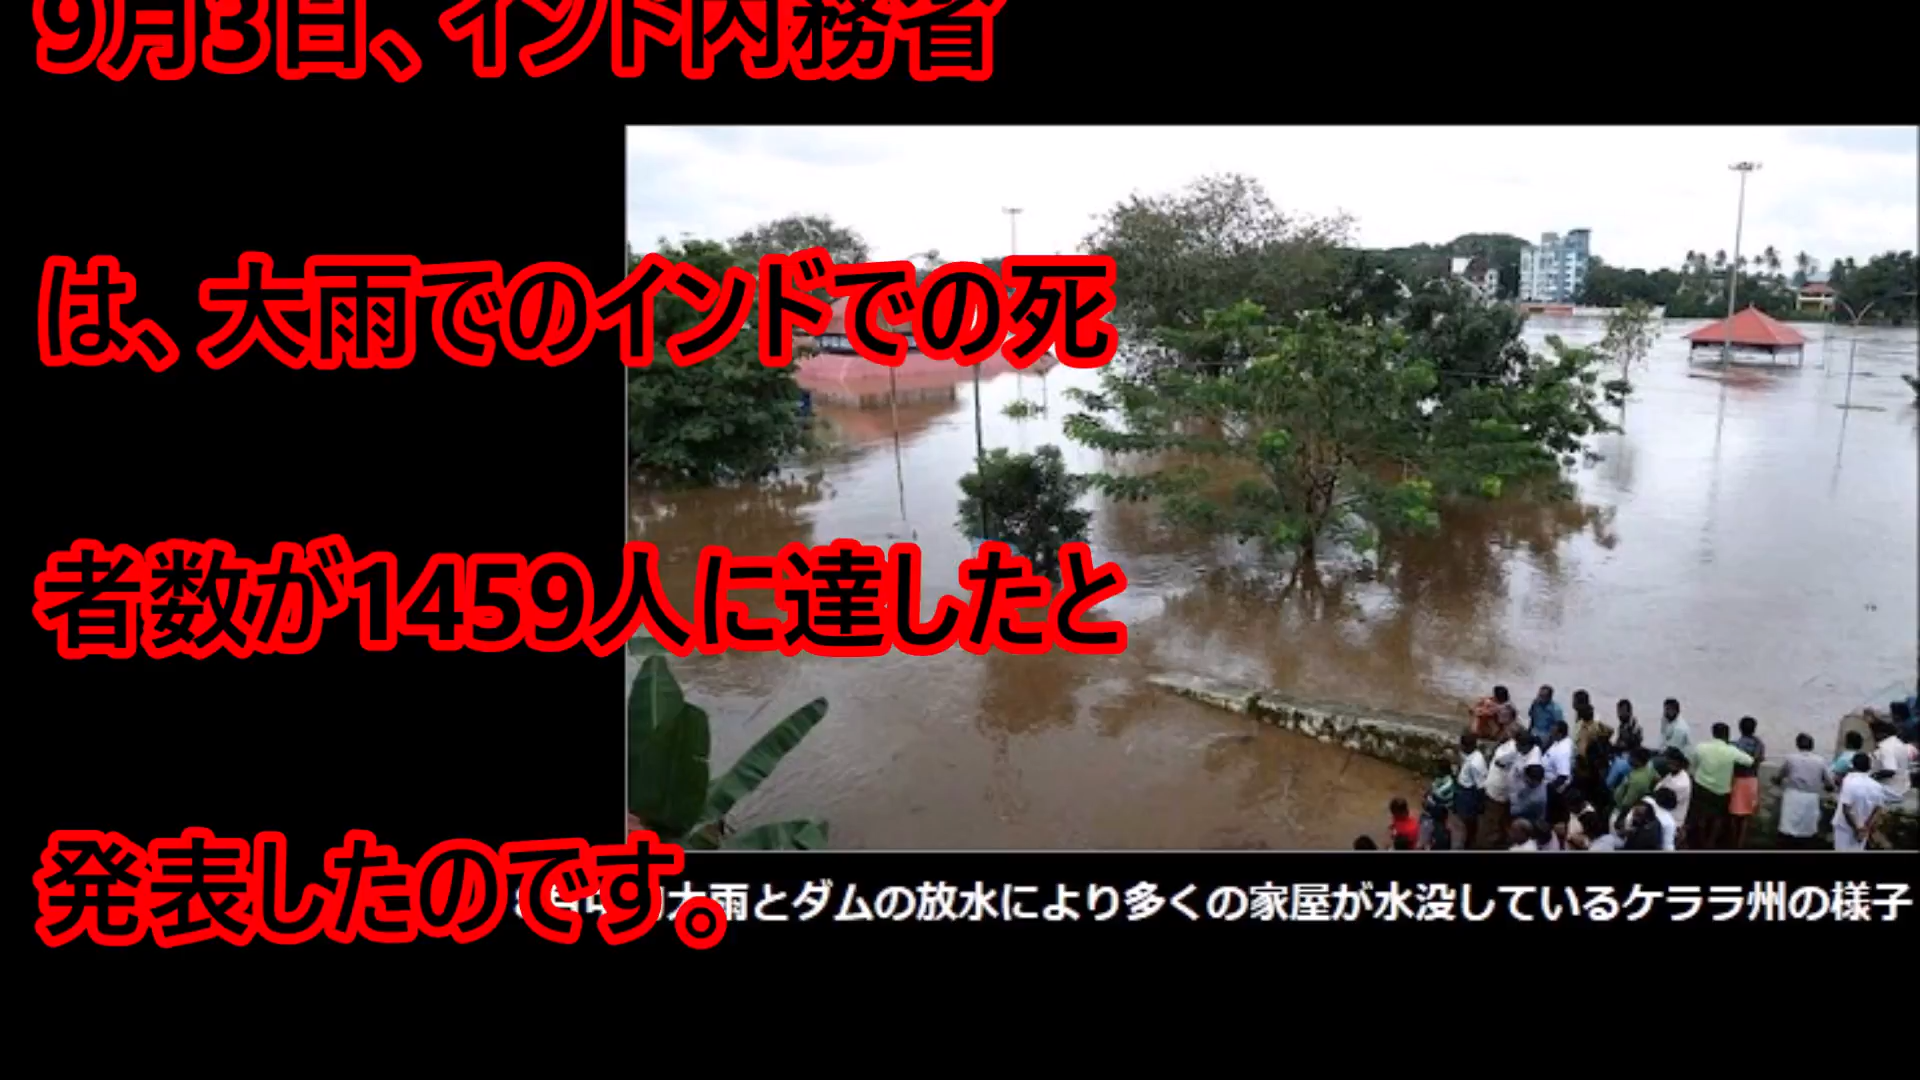 9月3日、インド内務省
は、大雨でのインドでの死
者数が1459人に達したと
発表したのです。
大雨とダムの放水により多くの家屋が水没しているケララ州の様子